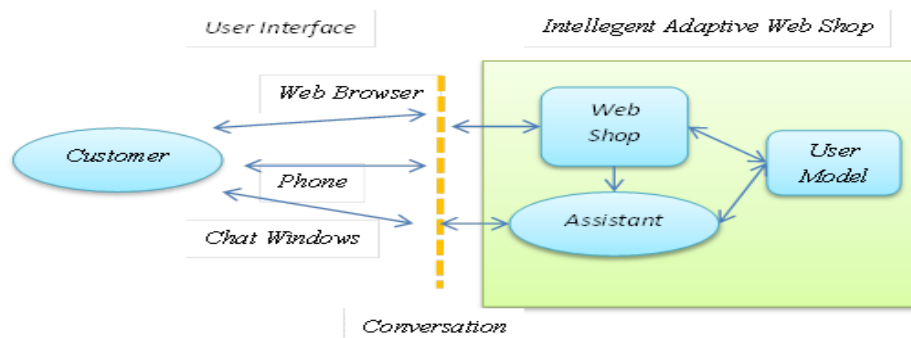 User Interface
Intellegent Adaptive Web Shop
Web Browser
Web
Shop
Customer
User
Model
Phone
Assistant
Chat Windows
Conversation